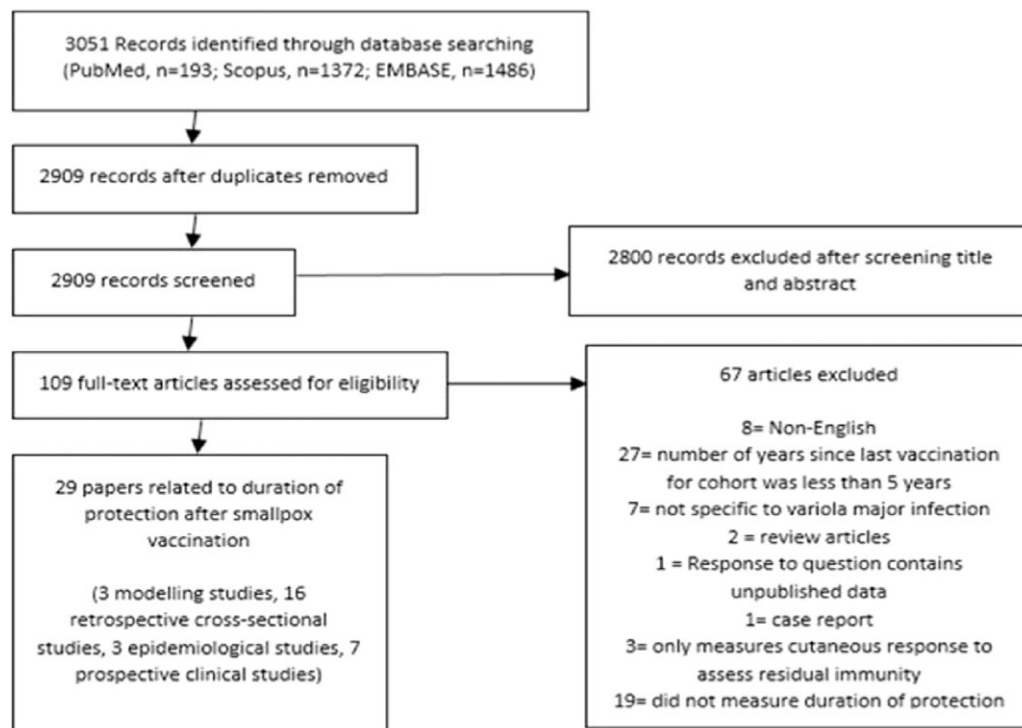 3051 Records identified through database searching
(PubMed, n=193; Scopus, n=1372; EMBASE, n=1486)
2909 records after duplicates removed
2909 records screened
2800 records excluded after screening title
and abstract
109 full-text articles assessed for eligibility
67 articles excluded
8= Non-English
27= number of years since last vaccination
for cohort was less than 5 years
7= not specific to variola major infection
2 = review articles
1 = Response to question contains
unpublished data
1= case report
3= only measures cutaneous response to
assess residual immunity
19= did not measure duration of protection
29 papers related to duration of
protection after smallpox
vaccination
(3 modelling studies, 16
retrospective cross-sectional
studies, 3 epidemiological studies, 7
prospective clinical studies)